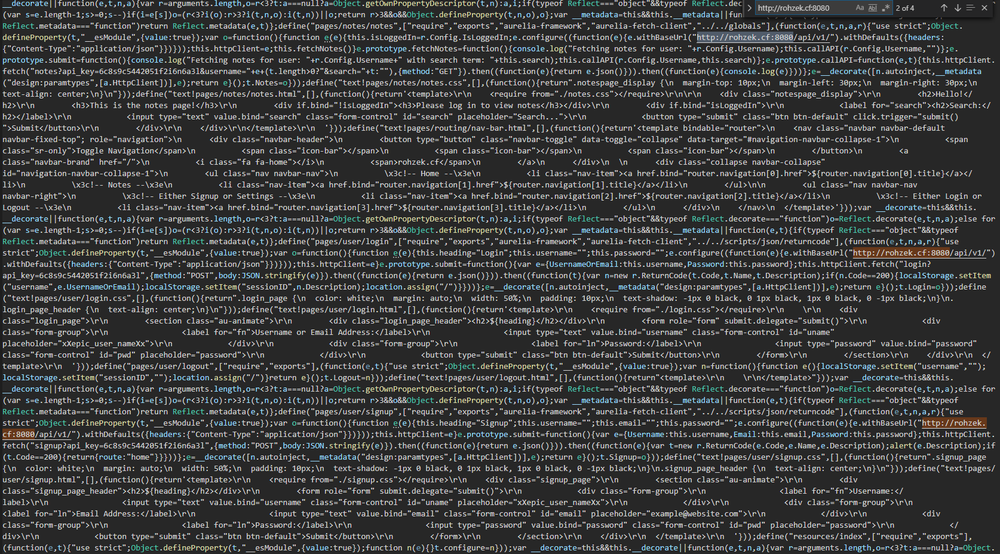 __decorate||function(e,t,n,a){var r=arguments.length,o=r<3?t:a===null?a=Object.getOwnPropertyDescriptor(t,n):a,i;if(typeof Reflect==="object"&&typeof Reflect.dec
(var s=e.length-1;s>=0;s--)if(i=e[s])o=(r<3?i(o):r>3?i(t,n,o):i(t,n))||o;return r>3&&o&&Object.defineProperty(t,n,o),o};var __metadata=this&&this.__metadata||fun
http://rohzek.cf:8080 Aa Abl .* 2 of 4
Reflect.metadata==="function")return Reflect.metadata(e,t)};define("pages/notes/notes",["require","exports","aurelia-framework","aurelia-fetch-client","../../globals"],(function(e,t,n,a,r){"use strict";Object.
defineProperty(t,"__esModule",{value:true});var o=function(){function e(e){this.isLoggedIn=r.Config.IsLoggedIn;e.configure((function(e){e.withBaseUrl("http://rohzek.cf:8080/api/v1/").withDefaults({headers:
{"Content-Type":"application/json"}})}));this.httpClient=e;this.fetchNotes()}e.prototype.fetchNotes=function(){console.log("Fetching notes for user: "+r.Config.Username);this.callAPI(r.Config.Username,"")};e.
prototype.submit=function(){console.log("Fetching notes for user: "+r.Config.Username+" with search term: "+this.search);this.callAPI(r.Config.Username,this.search)};e.prototype.callAPI=function(e,t){this.httpClient.
fetch("notes?api_key=6c8s9c5442051f2i6n6a3l&username="+e+(t.length>0?"&search="+t:""),{method:"GET"}).then((function(e){return e.json()})).then((function(e){console.log(e)}))};e=__decorate([n.autoinject,__metadata
("design:paramtypes",[a.HttpClient])],e);return e}();t.Notes=o}));define("text!pages/notes/notes.css",[],(function(){return".notespage_display {\n  margin-top: 10px;\n  margin-left: 30px;\n  margin-right: 30px;\n
text-align: center;\n}\n"}));define("text!pages/notes/notes.html",[],(function(){return'<template>\r\n    <require from="./notes.css"></require>\r\n\r\n    <div class="notespage_display">\r\n        <h2>Hello!</
h2>\r\n        <h3>This is the notes page!</h3>\r\n        <div if.bind="!isLoggedIn"><h3>Please log in to view notes</h3></div>\r\n        <div if.bind="isLoggedIn">\r\n            <label for="search"><h2>Search:</
h2></label>\r\n            <input type="text" value.bind="search" class="form-control" id="search" placeholder="Search...">\r\n            <button type="submit" class="btn btn-default" click.trigger="submit()
">Submit</button>\r\n        </div>\r\n    </div>\r\n</template>\r\n  '}));define("text!pages/routing/nav-bar.html",[],(function(){return'<template bindable="router">\n    <nav class="navbar navbar-default
navbar-fixed-top"; role="navigation">\n      <div class="navbar-header">\n        <button type="button" class="navbar-toggle" data-toggle="collapse" data-target="#navigation-navbar-collapse-1">\n          <span
class="sr-only">Toggle Navigation</span>\n          <span class="icon-bar"></span>\n          <span class="icon-bar"></span>\n          <span class="icon-bar"></span>\n        </button>\n        <a
class="navbar-brand" href="/">\n          <i class="fa fa-home"></i>\n          <span>rohzek.cf</span>\n        </a>\n      </div>\n  \n      <div class="collapse navbar-collapse"
id="navigation-navbar-collapse-1">\n        <ul class="nav navbar-nav">\n            \x3c!-- Home --\x3e\n          <li class="nav-item"><a href.bind="router.navigation[0].href">${router.navigation[0].title}</a></
li>\n          \x3c!-- Notes --\x3e\n          <li class="nav-item"><a href.bind="router.navigation[1].href">${router.navigation[1].title}</a></li>\n        </ul>\n\n        <ul class="nav navbar-nav
navbar-right">\n          \x3c!-- Either Signup or Settings --\x3e\n          <li class="nav-item"><a href.bind="router.navigation[2].href">${router.navigation[2].title}</a></li>\n          \x3c!-- Either Login or
Logout --\x3e\n          <li class="nav-item"><a href.bind="router.navigation[3].href">${router.navigation[3].title}</a></li>\n        </ul>\n      </div>\n    </nav>\n  </template>'}));var __decorate=this&&this.
__decorate||function(e,t,n,a){var r=arguments.length,o=r<3?t:a===null?a=Object.getOwnPropertyDescriptor(t,n):a,i;if(typeof Reflect==="object"&&typeof Reflect.decorate==="function")o=Reflect.decorate(e,t,n,a);else for
(var s=e.length-1;s>=0;s--)if(i=e[s])o=(r<3?i(o):r>3?i(t,n,o):i(t,n))||o;return r>3&&o&&Object.defineProperty(t,n,o),o};var __metadata=this&&this.__metadata||function(e,t){if(typeof Reflect==="object"&&typeof
Reflect.metadata==="function")return Reflect.metadata(e,t)};define("pages/user/login",["require","exports","aurelia-framework","aurelia-fetch-client","../../scripts/json/returncode"],(function(e,t,n,a,r){"use
strict";Object.defineProperty(t,"__esModule",{value:true});var o=function(){function e(e){this.heading="Login";this.username="";this.password="";e.configure((function(e){e.withBaseUrl("http://rohzek.cf:8080/api/v1/")
.withDefaults({headers:{"Content-Type":"application/json"}})}));this.httpClient=e}e.prototype.submit=function(){var e={UsernameOrEmail:this.username,Password:this.password};this.httpClient.fetch("login?
api_key=6c8s9c5442051f2i6n6a3l",{method:"POST",body:JSON.stringify(e)}).then((function(e){return e.json()})).then((function(t){var n=new r.ReturnCode(t.Code,t.Name,t.Description);if(n.Code==200){localStorage.setItem
("username",e.UsernameOrEmail);localStorage.setItem("sessionID",n.Description);location.assign("/")}}))};e=__decorate([n.autoinject,__metadata("design:paramtypes",[a.HttpClient])],e);return e}();t.Login=o}));define
("text!pages/user/login.css",[],(function(){return".login_page {\n  color: white;\n  margin: auto;\n  width: 50%;\n  padding: 10px;\n  text-shadow: -1px 0 black, 0 1px black, 1px 0 black, 0 -1px black;\n}\n.
login_page_header {\n  text-align: center;\n}\n"}));define("text!pages/user/login.html",[],(function(){return'<template>\r\n    <require from="./login.css"></require>\r\n    \r\n    <div
class="login_page">\r\n        <section class="au-animate">\r\n            <div class="login_page_header"><h2>${heading}</h2></div>\r\n            <form role="form" submit.delegate="submit()">\r\n                <div
class="form-group">\r\n                <label for="fn">Username or Email Address:</label>\r\n                <input type="text" value.bind="username" class="form-control" id="uname"
placeholder="xXepic_user_nameXx">\r\n            </div>\r\n            <div class="form-group">\r\n                <label for="ln">Password:</label>\r\n                <input type="password" value.bind="password"
class="form-control" id="pwd" placeholder="password">\r\n            </div>\r\n            <button type="submit" class="btn btn-default">Submit</button>\r\n            </form>\r\n        </section>\r\n    </div>\r\n  </
template>\r\n  '}));define("pages/user/logout",["require","exports"],(function(e,t){"use strict";Object.defineProperty(t,"__esModule",{value:true});var n=function(){function e(){localStorage.setItem("username","");
localStorage.setItem("sessionID","");location.assign("/")}return e}();t.Logout=n}));define("text!pages/user/logout.html",[],(function(){return"<template>\r\n    \r\n</template>"}));var __decorate=this&&this.
__decorate||function(e,t,n,a){var r=arguments.length,o=r<3?t:a===null?a=Object.getOwnPropertyDescriptor(t,n):a,i;if(typeof Reflect==="object"&&typeof Reflect.decorate==="function")o=Reflect.decorate(e,t,n,a);else for
(var s=e.length-1;s>=0;s--)if(i=e[s])o=(r<3?i(o):r>3?i(t,n,o):i(t,n))||o;return r>3&&o&&Object.defineProperty(t,n,o),o};var __metadata=this&&this.__metadata||function(e,t){if(typeof Reflect==="object"&&typeof
Reflect.metadata==="function")return Reflect.metadata(e,t)};define("pages/user/signup",["require","exports","aurelia-framework","aurelia-fetch-client","../../scripts/json/returncode"],(function(e,t,n,a,r){"use
strict";Object.defineProperty(t,"__esModule",{value:true});var o=function(){function e(e){this.heading="Signup";this.username="";this.email="";this.password="";e.configure((function(e){e.withBaseUrl("http://rohzek.
cf:8080/api/v1/").withDefaults({headers:{"Content-Type":"application/json"}})}));this.httpClient=e}e.prototype.submit=function(){var e={Username:this.username,Email:this.email,Password:this.password};this.httpClient.
fetch("signup?api_key=6c8s9c5442051f2i6n6a3l",{method:"POST",body:JSON.stringify(e)}).then((function(e){return e.json()})).then((function(e){var t=new r.ReturnCode(e.Code,e.Name,e.Description);alert(e.Description);if
(t.Code==200){return{route:"home"}}}))};e=__decorate([n.autoinject,__metadata("design:paramtypes",[a.HttpClient])],e);return e}();t.Signup=o}));define("text!pages/user/signup.css",[],(function(){return".signup_page
{\n  color: white;\n  margin: auto;\n  width: 50%;\n  padding: 10px;\n  text-shadow: -1px 0 black, 0 1px black, 1px 0 black, 0 -1px black;\n}\n.signup_page_header {\n  text-align: center;\n}\n"}));define("text!pages/
user/signup.html",[],(function(){return'<template>\r\n    <require from="./signup.css"></require>\r\n    <div class="signup_page">\r\n        <section class="au-animate">\r\n            <div
class="signup_page_header"><h2>${heading}</h2></div>\r\n            <form role="form" submit.delegate="submit()">\r\n            <div class="form-group">\r\n                <label for="fn">Username:</
label>\r\n                <input type="text" value.bind="username" class="form-control" id="uname" placeholder="xXepic_user_nameXx">\r\n            </div>\r\n            <div class="form-group">\r\n
<label for="ln">Email Address:</label>\r\n                <input type="text" value.bind="email" class="form-control" id="email" placeholder="example@website.com">\r\n            </div>\r\n            <div
class="form-group">\r\n                <label for="ln">Password:</label>\r\n                <input type="password" value.bind="password" class="form-control" id="pwd" placeholder="password">\r\n            </
div>\r\n            <button type="submit" class="btn btn-default">Submit</button>\r\n            </form>\r\n        </section>\r\n    </div>\r\n  </template>\r\n  '}));define("resources/index",["require","exports"],
(function(e,t){"use strict";Object.defineProperty(t,"__esModule",{value:true});function n(e){}t.configure=n}));var __decorate=this&&this.__decorate||function(e,t,n,a){var r=arguments.length,o=r<3?t:a===null?a=Object.